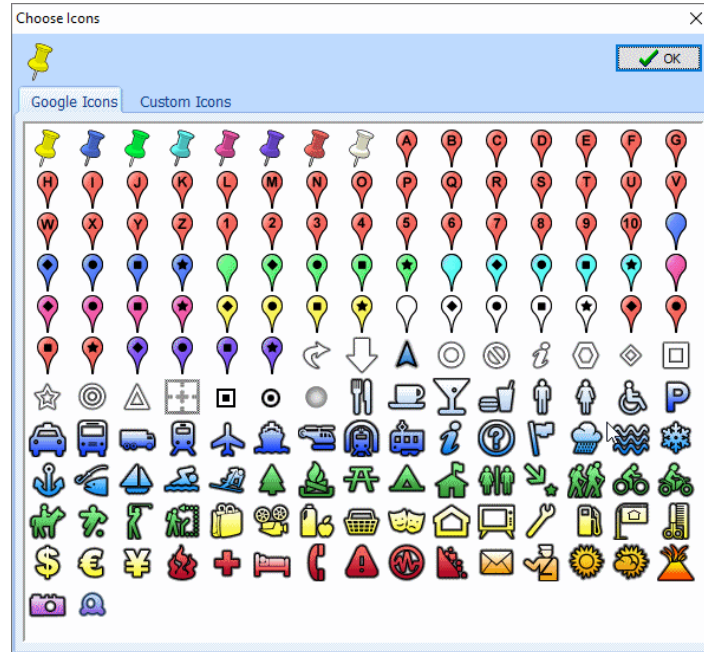 Choose Icons
OK
Google Icons Custom Icons
A B C D E F G
H I J K L M N O P Q R S T U V
W X Y Z 1 2 3 4 5 6 7 8 9 10
i
P
i ?
$ € ¥ !